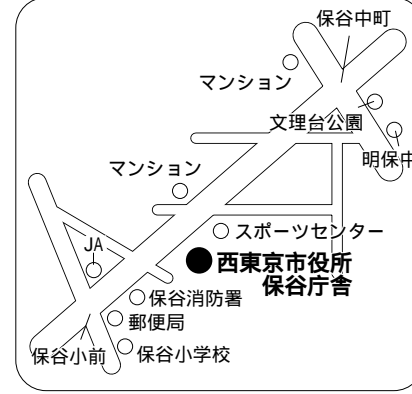 保谷中町
マンション
文理台公園
明保中
マンション
スポーツセンター
JA
西東京市役所
保谷庁舎
保谷消防署
郵便局
保谷小前
保谷小学校